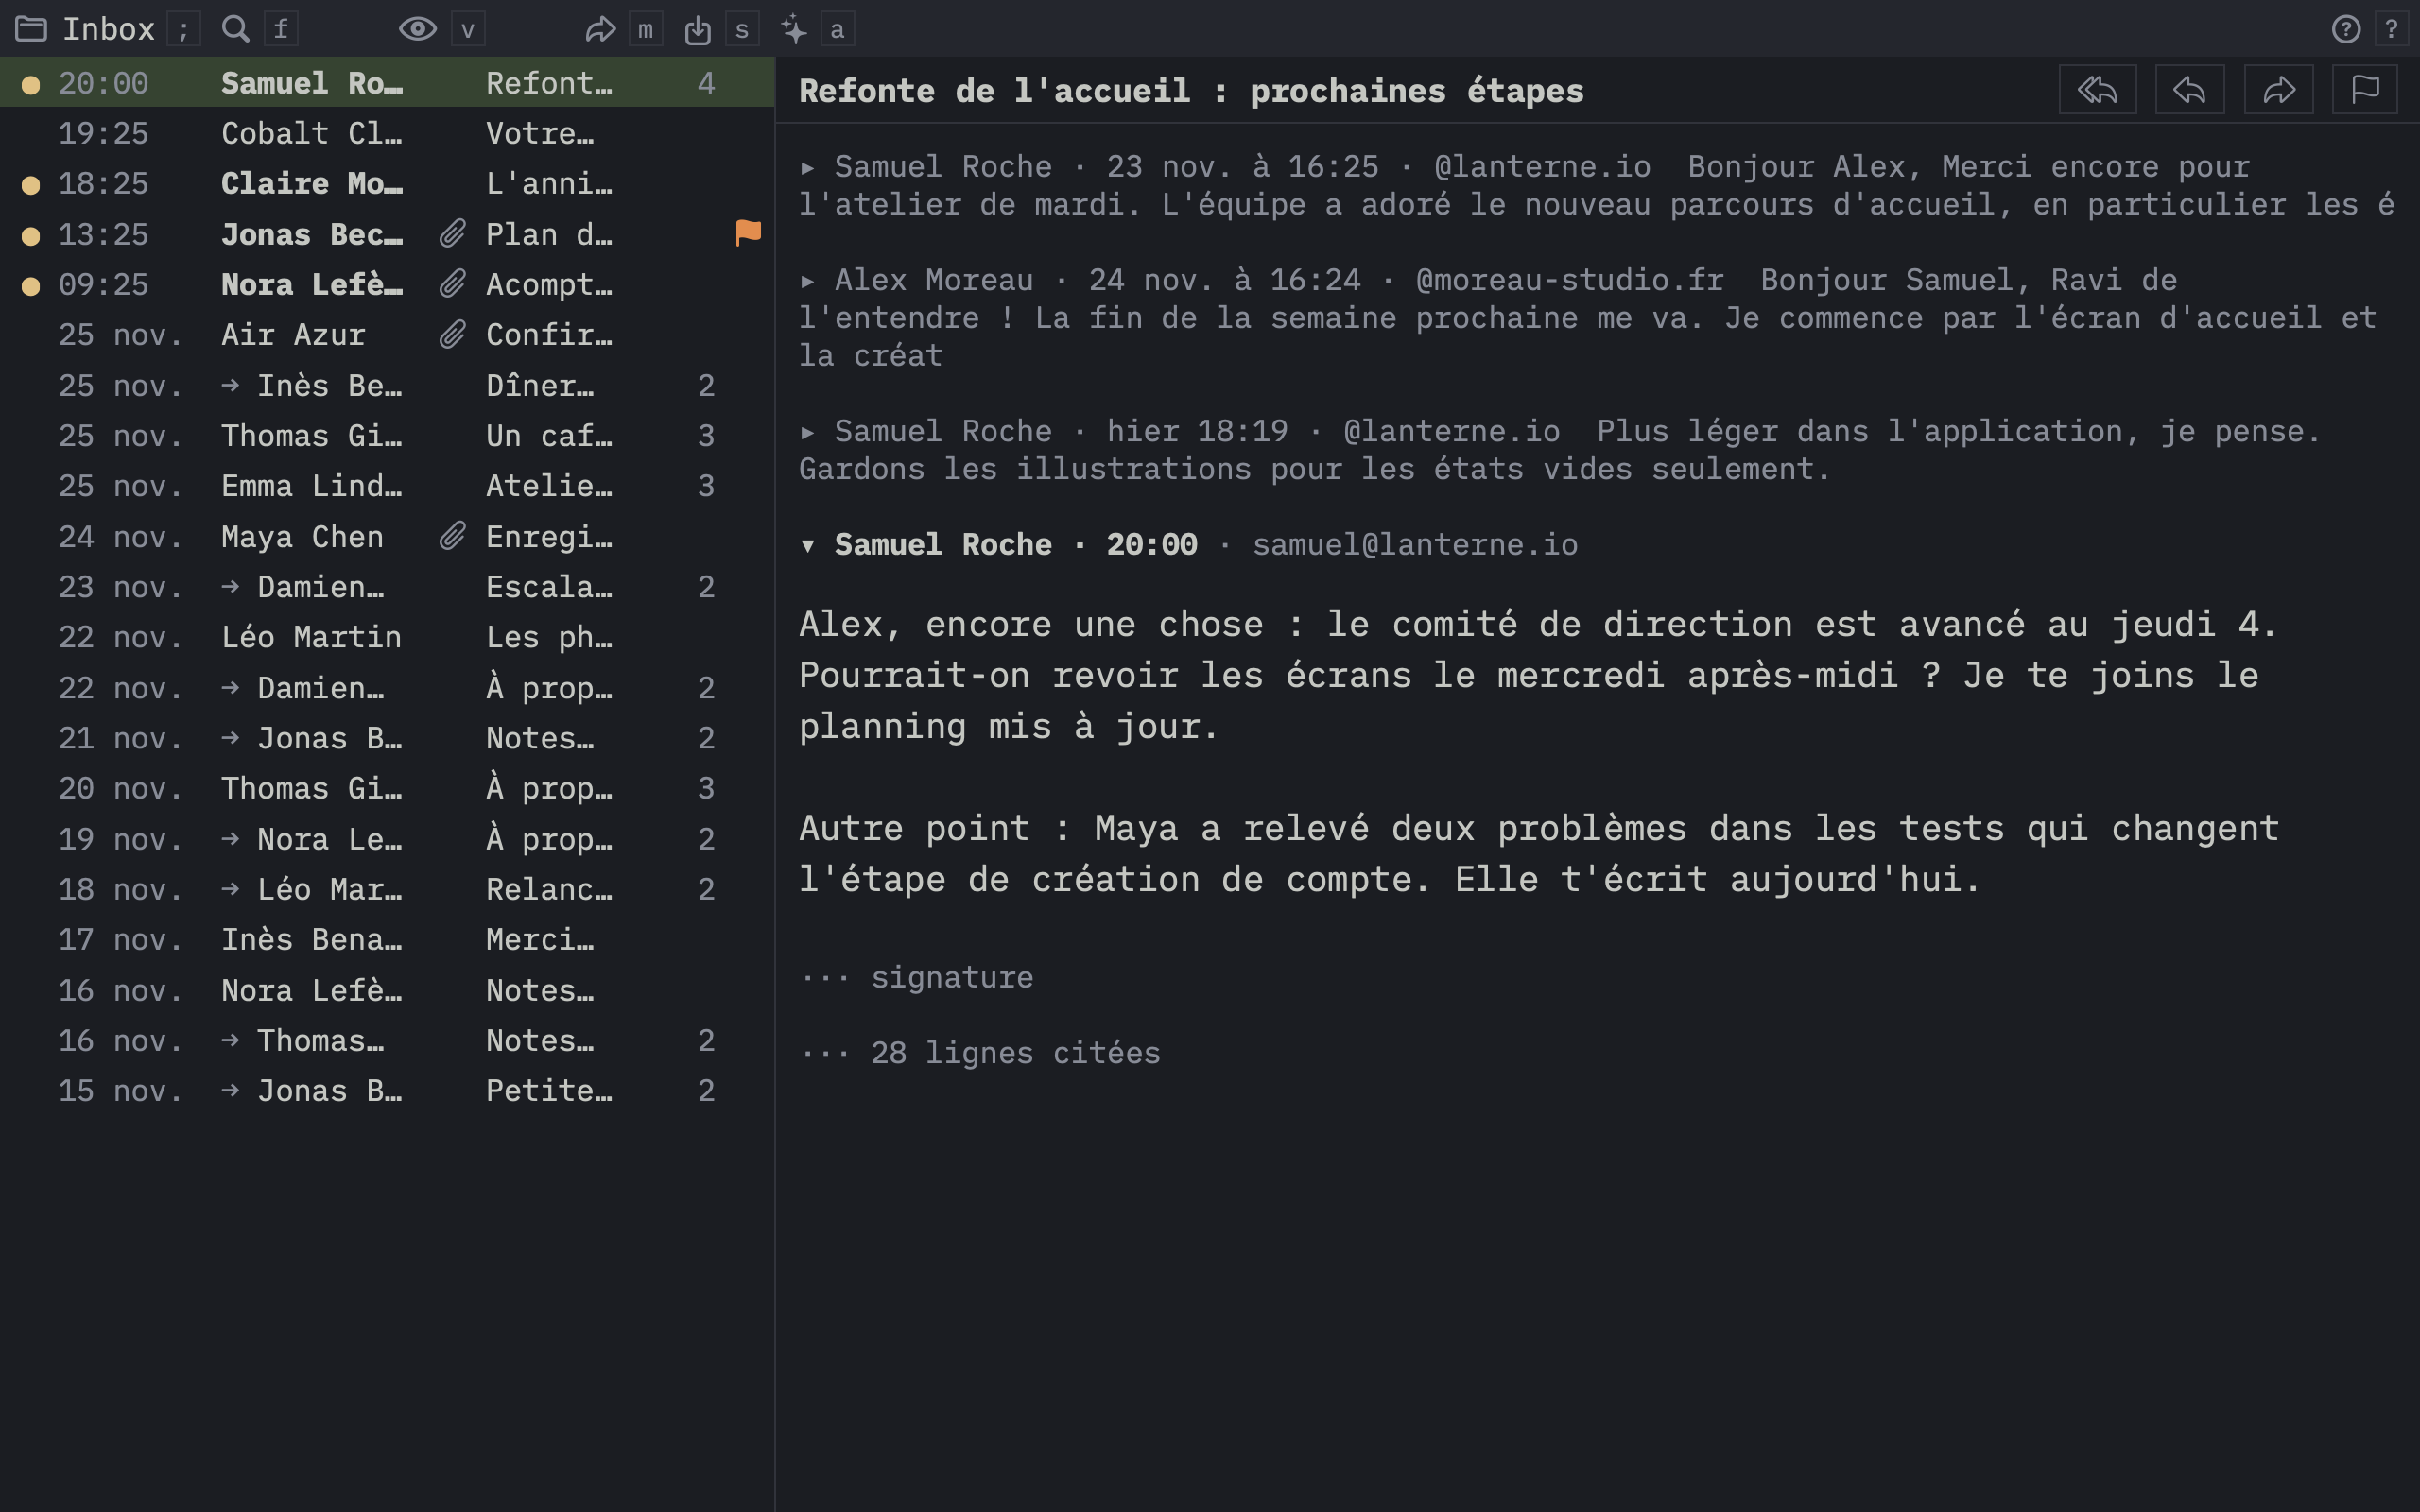 Inbox ; f v m s a ?
20:00 Samuel Ro… Refont… 4
19:25 Cobalt Cl… Votre…
18:25 Claire Mo… L'anni…
13:25 Jonas Bec… Plan d…
09:25 Nora Lefè… Acompt…
25 nov. Air Azur Confir…
25 nov. → Inès Be… Dîner… 2
25 nov. Thomas Gi… Un caf… 3
25 nov. Emma Lind… Atelie… 3
24 nov. Maya Chen Enregi…
23 nov. → Damien… Escala… 2
22 nov. Léo Martin Les ph…
22 nov. → Damien… À prop… 2
21 nov. → Jonas B… Notes… 2
20 nov. Thomas Gi… À prop… 3
19 nov. → Nora Le… À prop… 2
18 nov. → Léo Mar… Relanc… 2
17 nov. Inès Bena… Merci…
16 nov. Nora Lefè… Notes…
16 nov. → Thomas… Notes… 2
15 nov. → Jonas B… Petite… 2
Refonte de l'accueil : prochaines étapes
▸ Samuel Roche · 23 nov. à 16:25 · @lanterne.io Bonjour Alex, Merci encore pour
l'atelier de mardi. L'équipe a adoré le nouveau parcours d'accueil, en particulier les é
▸ Alex Moreau · 24 nov. à 16:24 · @moreau-studio.fr Bonjour Samuel, Ravi de
l'entendre ! La fin de la semaine prochaine me va. Je commence par l'écran d'accueil et
la créat
▸ Samuel Roche · hier 18:19 · @lanterne.io Plus léger dans l'application, je pense.
Gardons les illustrations pour les états vides seulement.
▾ Samuel Roche · 20:00 · samuel@lanterne.io
Alex, encore une chose : le comité de direction est avancé au jeudi 4.
Pourrait-on revoir les écrans le mercredi après-midi ? Je te joins le
planning mis à jour.
Autre point : Maya a relevé deux problèmes dans les tests qui changent
l'étape de création de compte. Elle t'écrit aujourd'hui.
··· signature
··· 28 lignes citées